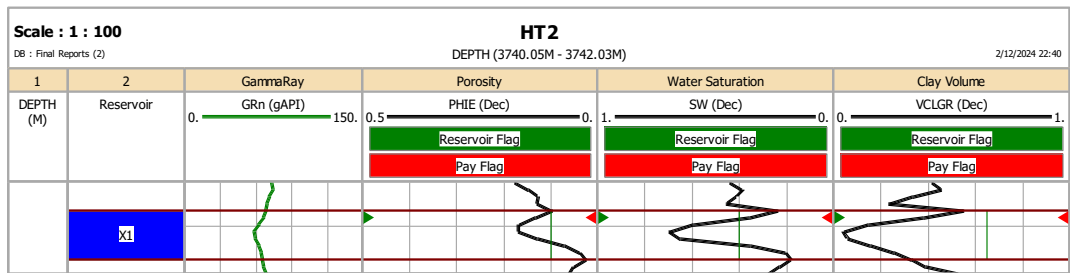 Scale : 1 : 100
HT2
DB : Final Reports (2)
DEPTH (3740.05M - 3742.03M)
2/12/2024 22:40
1 2 GammaRay Porosity Water Saturation Clay Volume
DEPTH (M)
Reservoir
GRn (gAPI)
0. 150.
PHIE (Dec)
0.5 0.
Reservoir Flag
Pay Flag
SW (Dec)
1. 0.
Reservoir Flag
Pay Flag
VCLGR (Dec)
0. 1.
Reservoir Flag
Pay Flag
X1